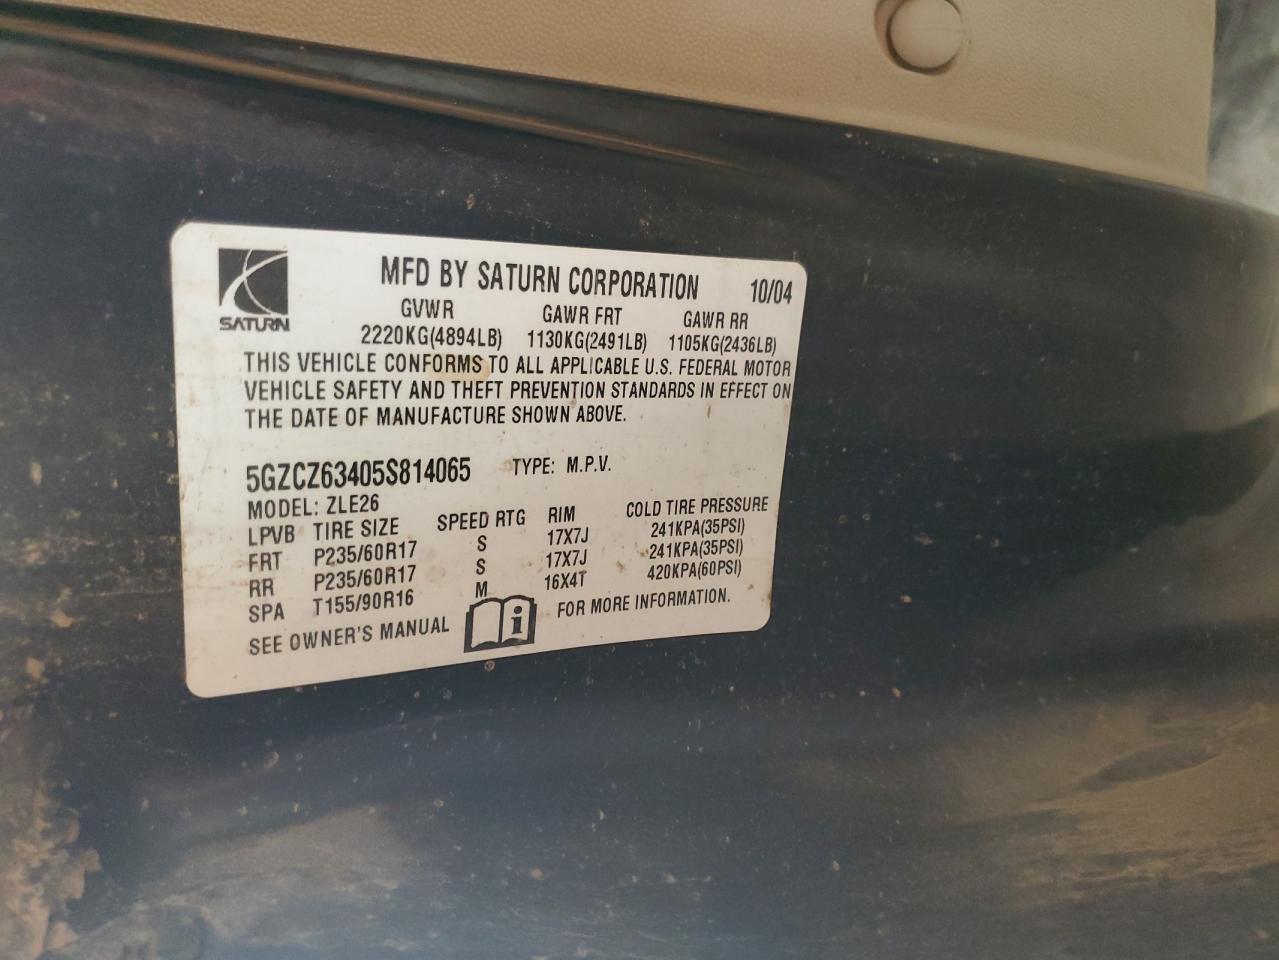 SATURN
MFD BY SATURN CORPORATION 10/04
GVWR GAWR FRT GAWR RR
2220KG(4894LB) 1130KG(2491LB) 1105KG(2436LB)
THIS VEHICLE CONFORMS TO ALL APPLICABLE U.S. FEDERAL MOTOR
VEHICLE SAFETY AND THEFT PREVENTION STANDARDS IN EFFECT ON
THE DATE OF MANUFACTURE SHOWN ABOVE.
5GZCZ63405S814065 TYPE: M.P.V.
MODEL: ZLE26
LPVB TIRE SIZE SPEED RTG RIM COLD TIRE PRESSURE
FRT P235/60R17 S 17X7J 241KPA(35PSI)
RR P235/60R17 S 17X7J 241KPA(35PSI)
SPA T155/90R16 M 16X4T 420KPA(60PSI)
SEE OWNER'S MANUAL i FOR MORE INFORMATION.